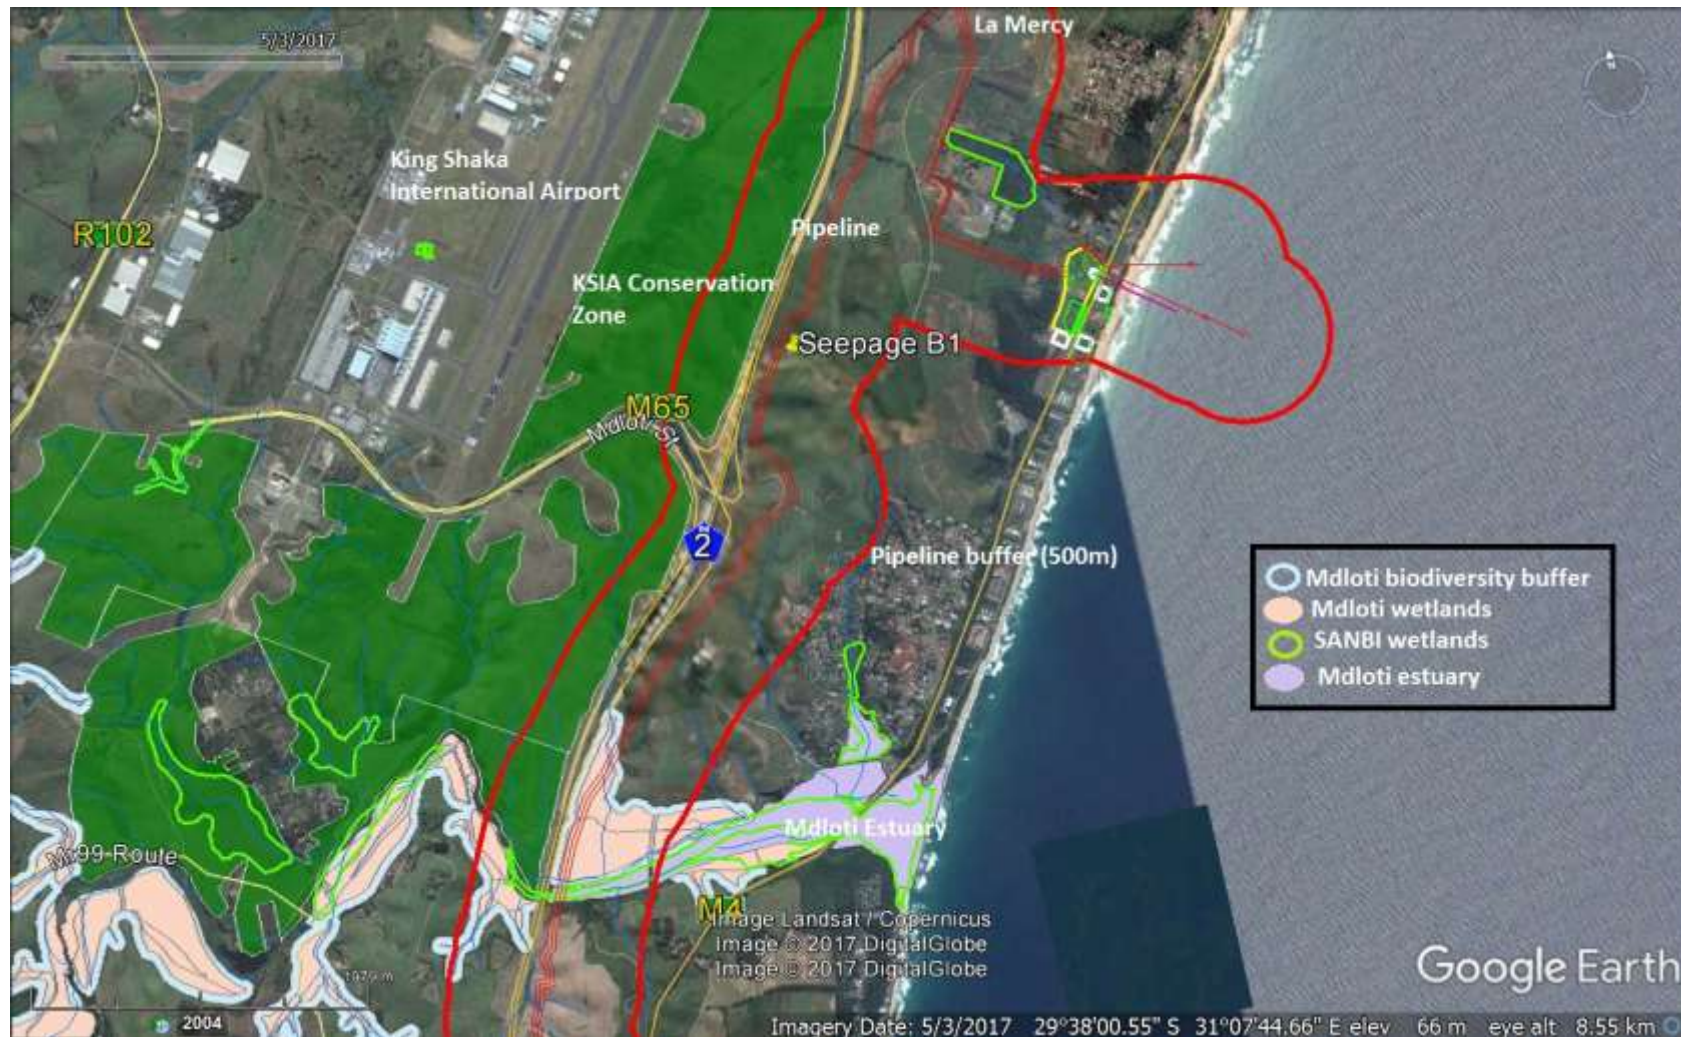 La Mercy
5/3/2017
King Shaka
International Airport
R102
Pipeline
KSIA Conservation
Zone
Seepage B1
M65
Mdloti St
2
Pipeline buffer (500m)
Mdloti biodiversity buffer
Mdloti wetlands
SANBI wetlands
Mdloti estuary
Mdloti Estuary
99 Route
M4
Image Landsat / Copernicus
Image © 2017 DigitalGlobe
Image © 2017 DigitalGlobe
Google Earth
1979 m
2004
Imagery Date: 5/3/2017 29°38'00.55" S 31°07'44.66" E elev 66 m eye alt 8.55 km